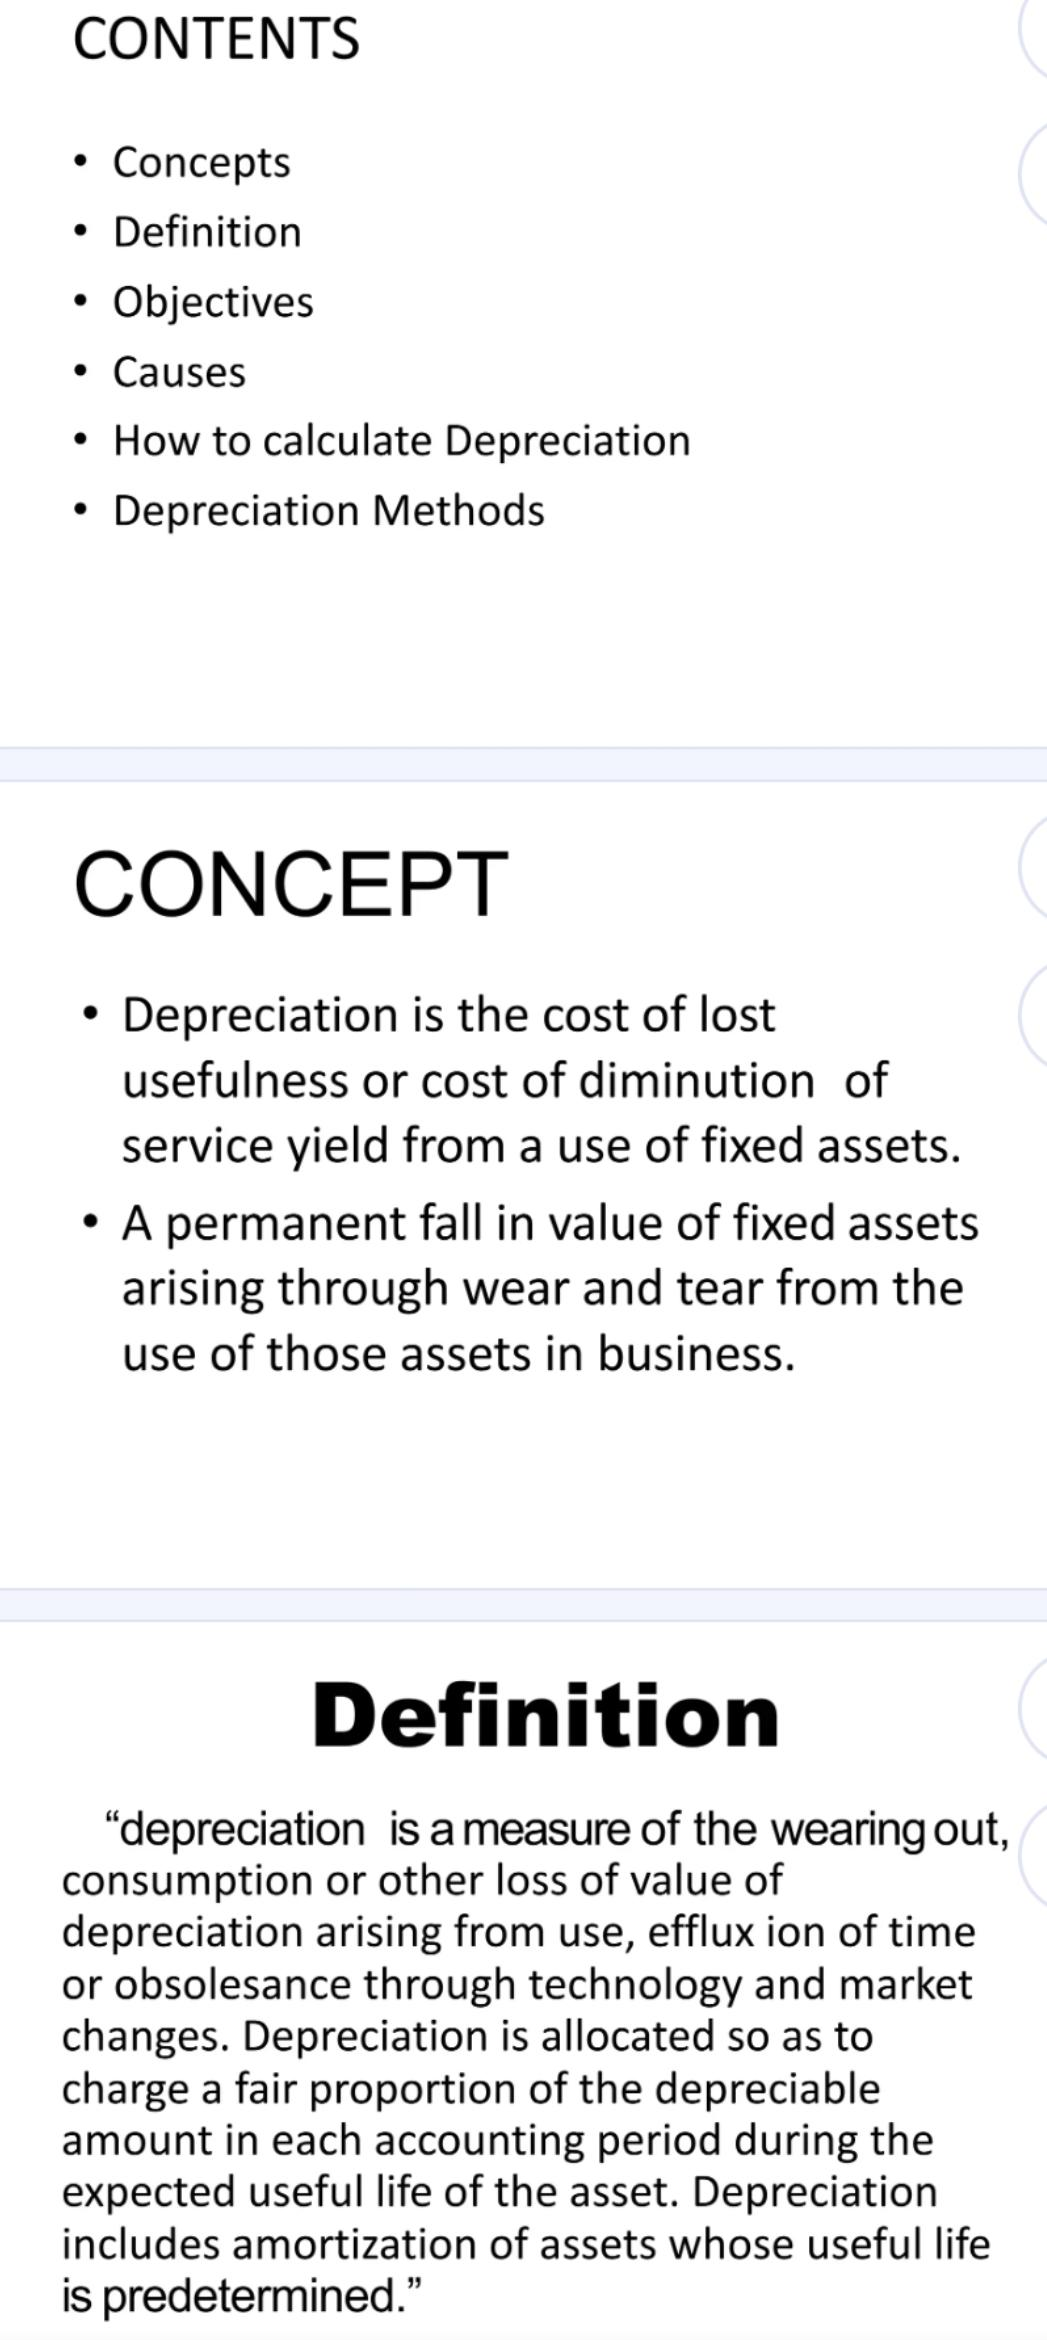 CONTENTS
• Concepts
• Definition
• Objectives
• Causes
• How to calculate Depreciation
• Depreciation Methods
CONCEPT
• Depreciation is the cost of lost
usefulness or cost of diminution of
service yield from a use of fixed assets.
• A permanent fall in value of fixed assets
arising through wear and tear from the
use of those assets in business.
Definition
“depreciation is a measure of the wearing out,
consumption or other loss of value of
depreciation arising from use, efflux ion of time
or obsolesance through technology and market
changes. Depreciation is allocated so as to
charge a fair proportion of the depreciable
amount in each accounting period during the
expected useful life of the asset. Depreciation
includes amortization of assets whose useful life
is predetermined.”